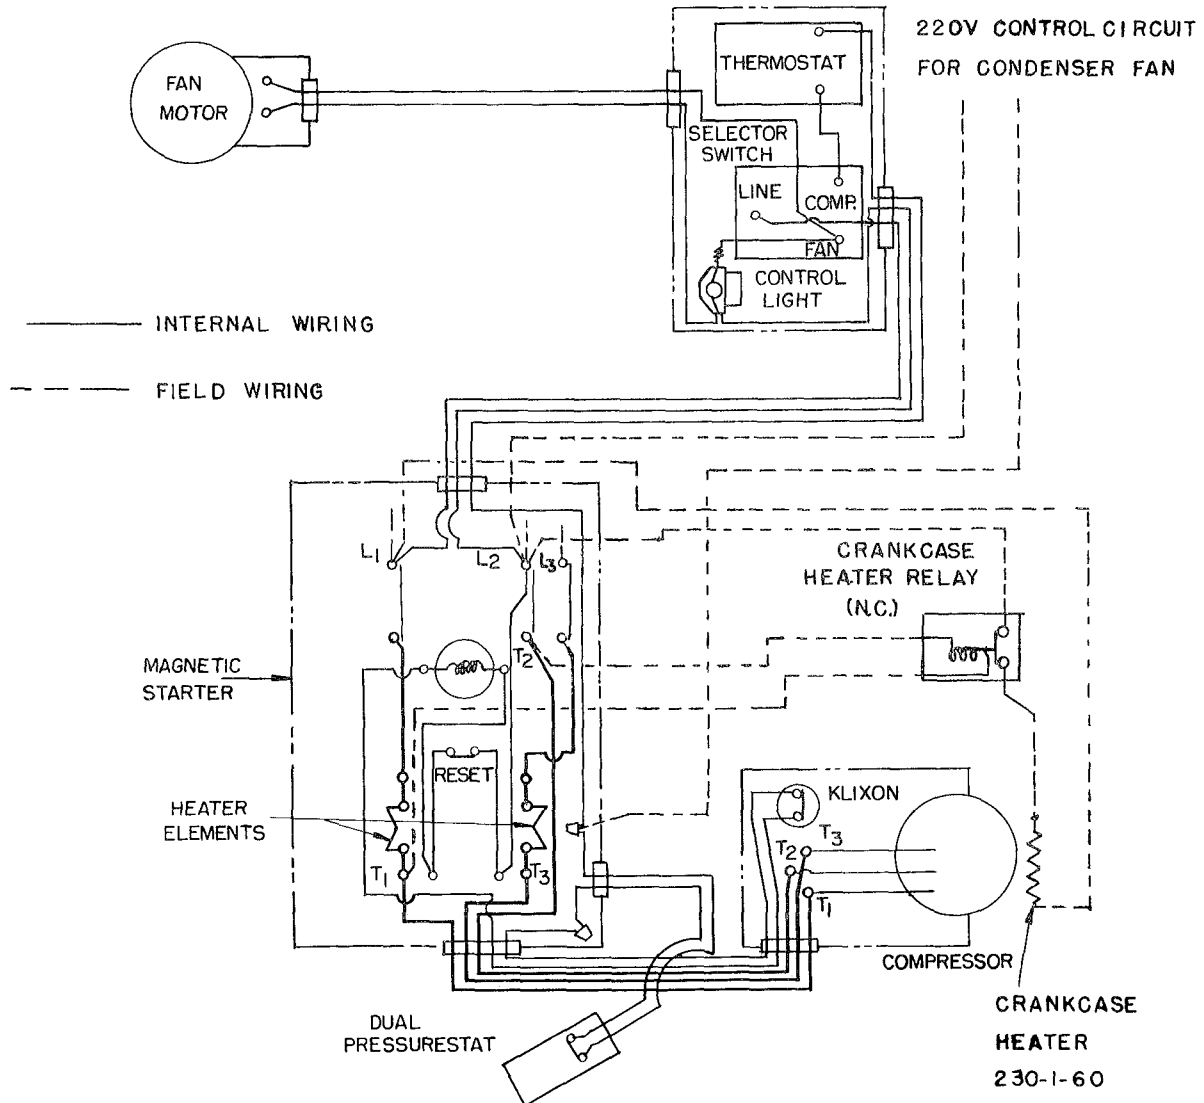 220V CONTROL CIRCUIT
FOR CONDENSER FAN
FAN
MOTOR
THERMOSTAT
SELECTOR
SWITCH
LINE
COMP.
FAN
CONTROL
LIGHT
INTERNAL WIRING
FIELD WIRING
L1
L2
L3
CRANKCASE
HEATER RELAY
(N.C.)
MAGNETIC
STARTER
T2
RESET
HEATER
ELEMENTS
T1
T3
KLIXON
T3
T2
T1
COMPRESSOR
DUAL
PRESSURESTAT
CRANKCASE
HEATER
230-1-60